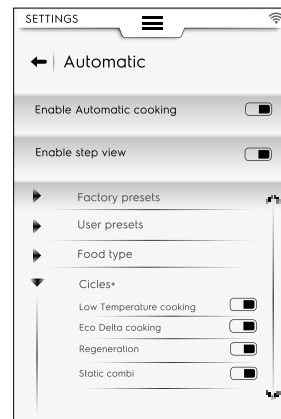 SETTINGS
Automatic
Enable Automatic cooking
Enable step view
Factory presets
User presets
Food type
Cicles+
Low Temperature cooking
Eco Delta cooking
Regeneration
Static combi